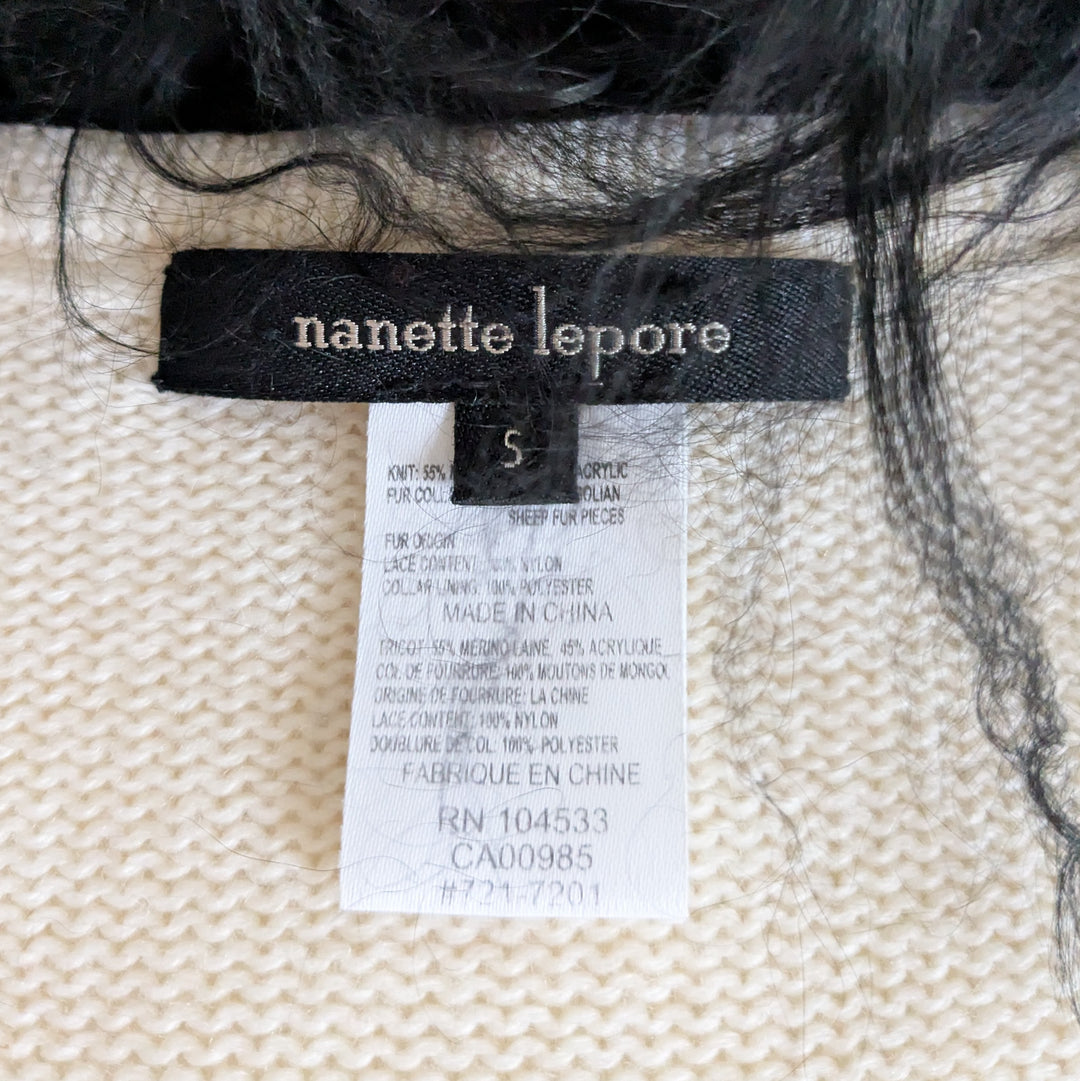 nanette lepore
S
KNIT: 55% ACRYLIC
FUR COLL OLIAN
SHEEP FUR PIECES
FUR ORIGIN
LACE CONTENT 100% NYLON
COLLAR LINING: 100% POLYESTER
MADE IN CHINA
TRICOT: 55% MERINO LAINE, 45% ACRYLIQUE
COL DE FOURRURE: 100% MOUTONS DE MONGOL
ORIGINE DE FOURRURE: LA CHINE
LACE CONTENT: 100% NYLON
DOUBLURE DE COL: 100% POLYESTER
FABRIQUE EN CHINE
RN 104533
CA00985
#721-7201